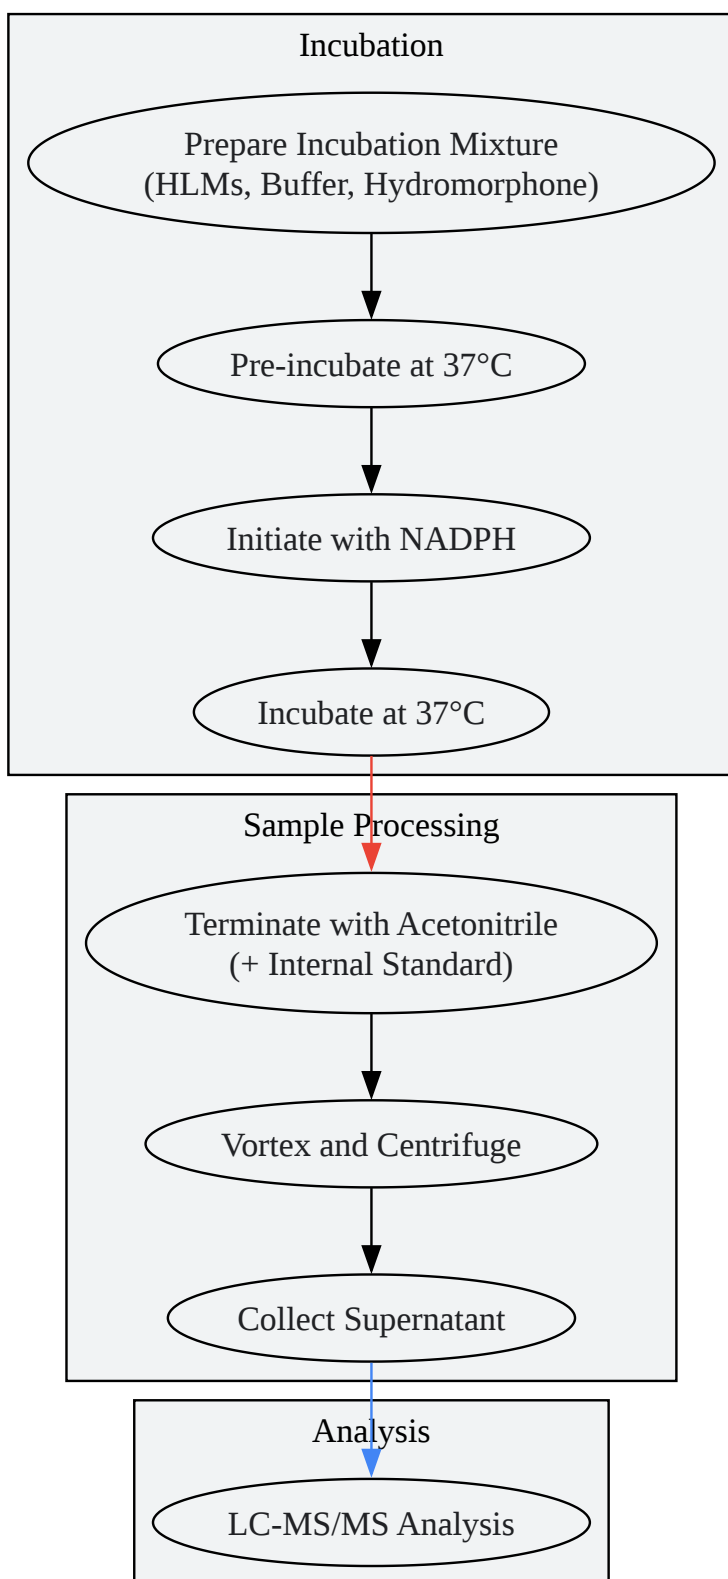 Incubation
Prepare Incubation Mixture
(HLMs, Buffer, Hydromorphone)
Pre-incubate at 37°C
Initiate with NADPH
Incubate at 37°C
Sample Processing
Terminate with Acetonitrile
(+ Internal Standard)
Vortex and Centrifuge
Collect Supernatant
Analysis
LC-MS/MS Analysis